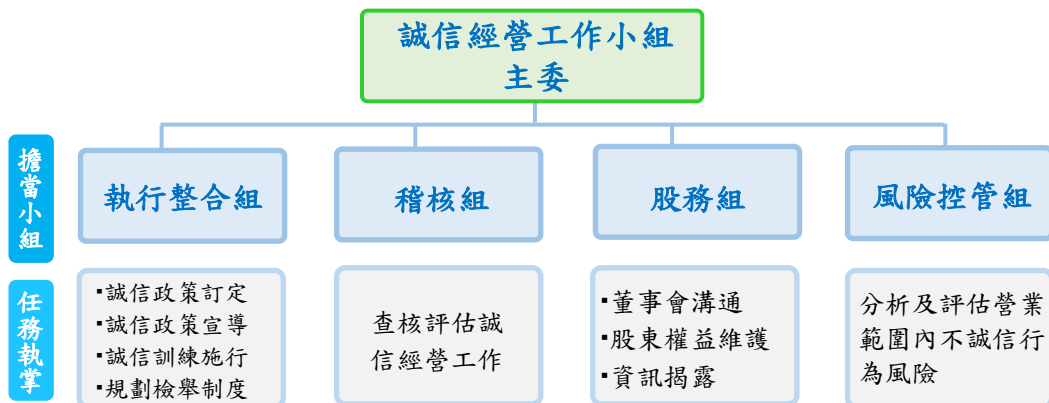 誠信經營工作小組
主委
擔當小組
執行整合組
稽核組
股務組
風險控管組
任務執掌
▪誠信政策訂定
▪誠信政策宣導
▪誠信訓練施行
▪規劃檢舉制度
查核評估誠
信經營工作
▪董事會溝通
▪股東權益維護
▪資訊揭露
分析及評估營業
範圍內不誠信行
為風險